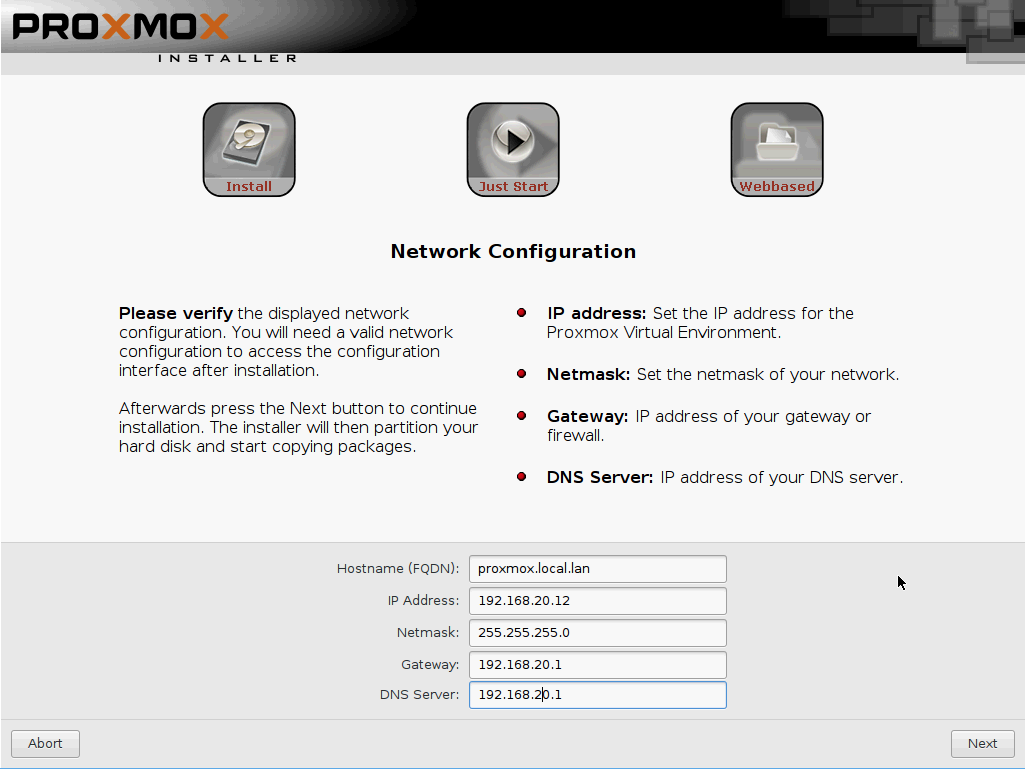 PROXMOX
INSTALLER
Install
Just Start
Webbased
Network Configuration
Please verify the displayed network
configuration. You will need a valid network
configuration to access the configuration
interface after installation.
Afterwards press the Next button to continue
installation. The installer will then partition your
hard disk and start copying packages.
IP address: Set the IP address for the
Proxmox Virtual Environment.
Netmask: Set the netmask of your network.
Gateway: IP address of your gateway or
firewall.
DNS Server: IP address of your DNS server.
Hostname (FQDN): proxmox.local.lan
IP Address: 192.168.20.12
Netmask: 255.255.255.0
Gateway: 192.168.20.1
DNS Server: 192.168.20.1
Abort
Next